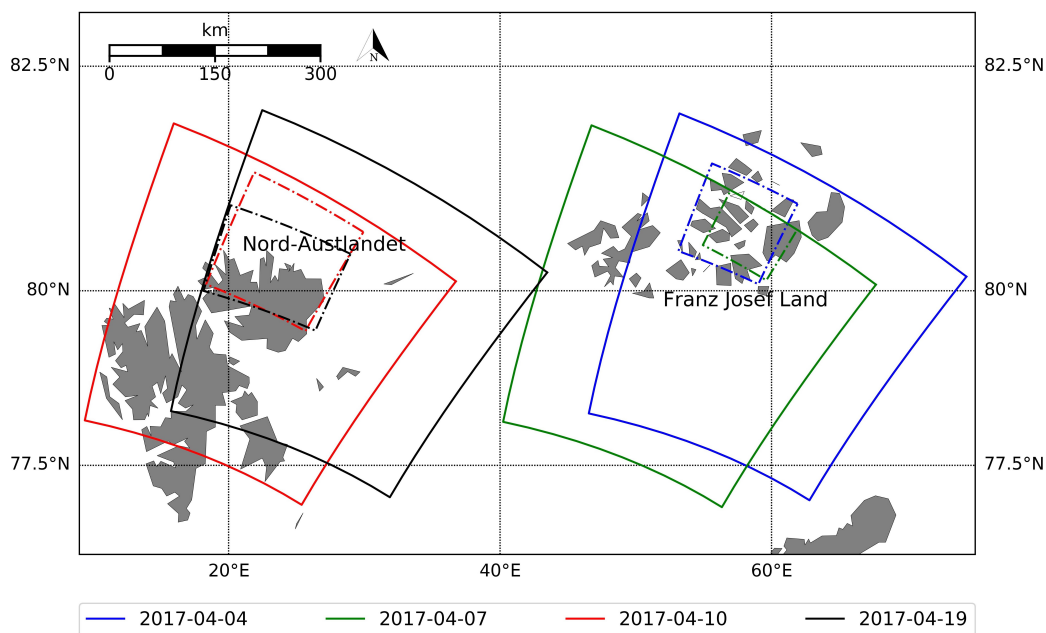 km
N
0 150 300
82.5°N 82.5°N
Nord-Austlandet
80°N 80°N
Franz Josef Land
77.5°N 77.5°N
20°E 40°E 60°E
2017-04-04 2017-04-07 2017-04-10 2017-04-19